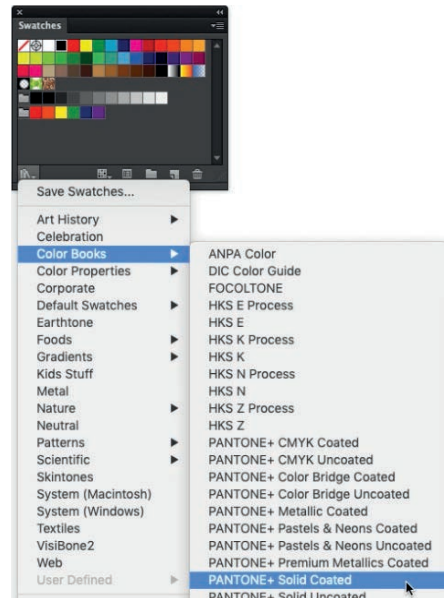 Swatches
Save Swatches...
Art History
Celebration
Color Books
Color Properties
Corporate
Default Swatches
Earthtone
Foods
Gradients
Kids Stuff
Metal
Nature
Neutral
Patterns
Scientific
Skintones
System (Macintosh)
System (Windows)
Textiles
VisiBone2
Web
User Defined
ANPA Color
DIC Color Guide
FOCOLTONE
HKS E Process
HKS E
HKS K Process
HKS K
HKS N Process
HKS N
HKS Z Process
HKS Z
PANTONE+ CMYK Coated
PANTONE+ CMYK Uncoated
PANTONE+ Color Bridge Coated
PANTONE+ Color Bridge Uncoated
PANTONE+ Metallic Coated
PANTONE+ Pastels & Neons Coated
PANTONE+ Pastels & Neons Uncoated
PANTONE+ Premium Metallics Coated
PANTONE+ Solid Coated
PANTONE+ Solid Uncoated